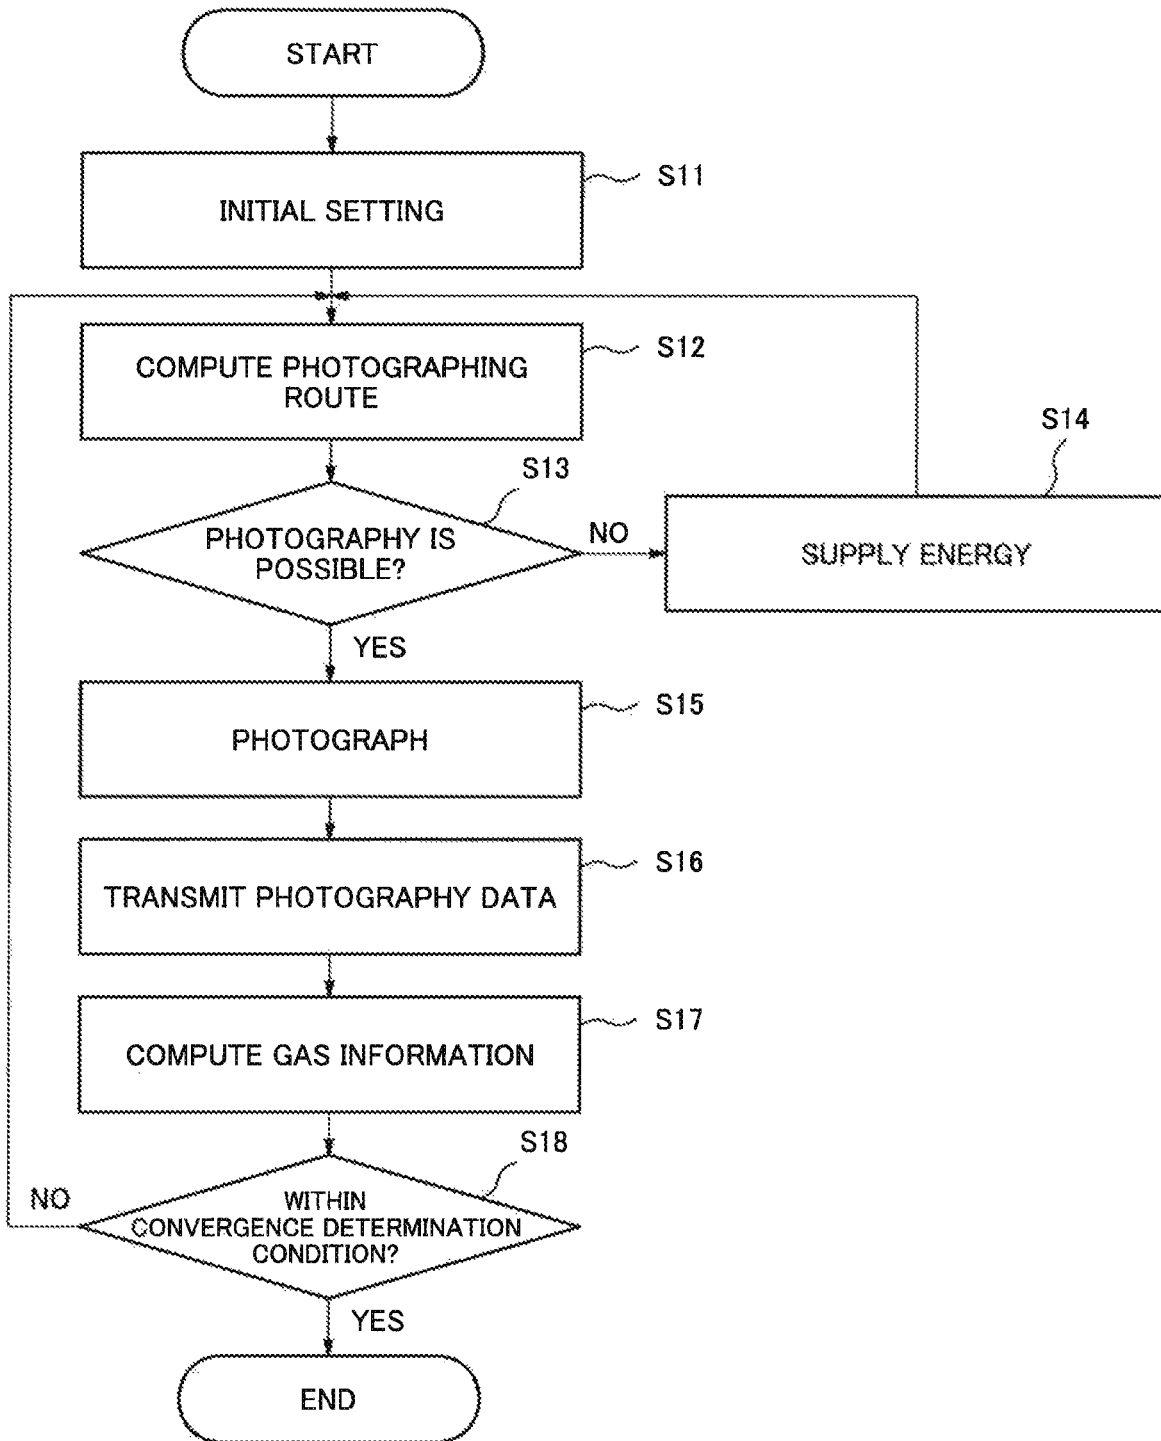 START
S11
INITIAL SETTING
S12
COMPUTE PHOTOGRAPHING
ROUTE
S14
S13
PHOTOGRAPHY IS
POSSIBLE?
NO
SUPPLY ENERGY
YES
S15
PHOTOGRAPH
S16
TRANSMIT PHOTOGRAPHY DATA
S17
COMPUTE GAS INFORMATION
S18
NO
WITHIN
CONVERGENCE DETERMINATION
CONDITION?
YES
END